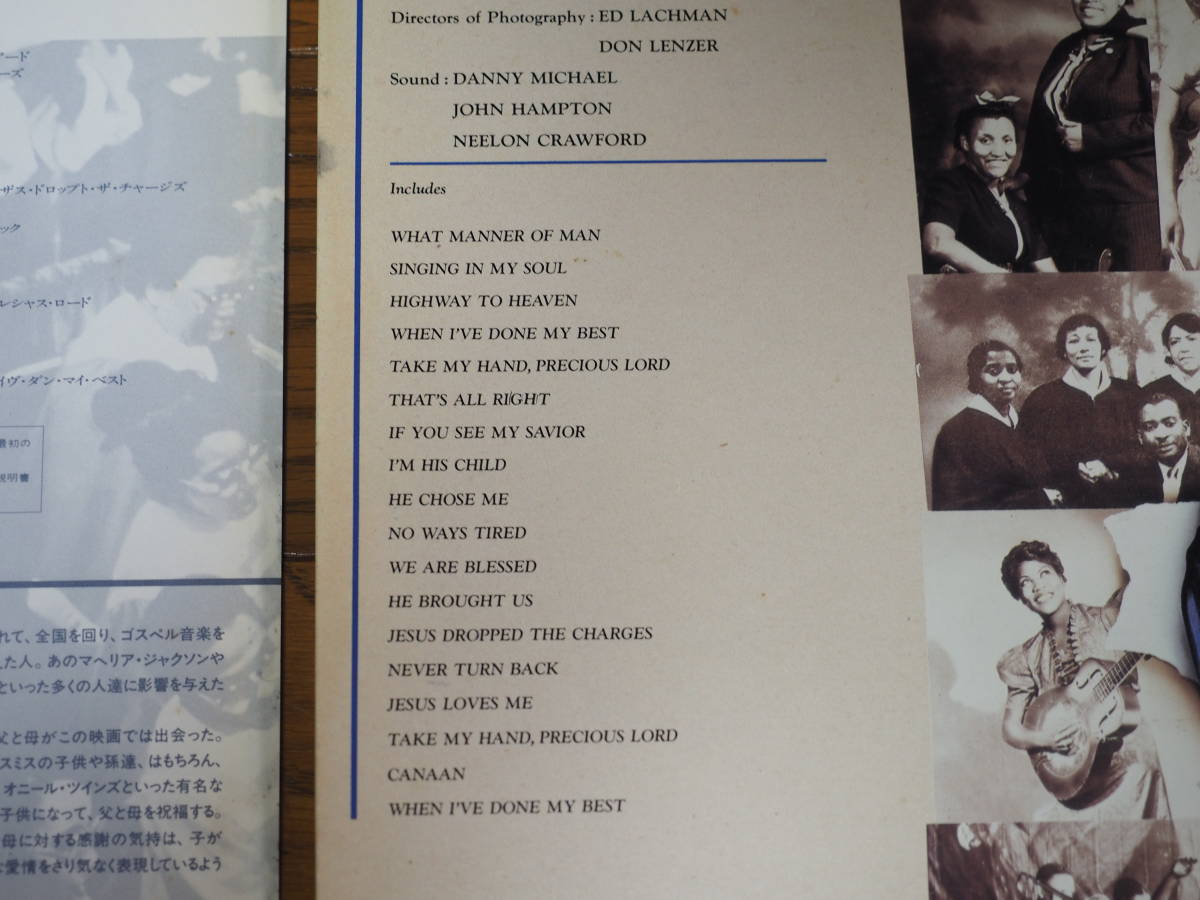 ード
ーズ
ザス・ドロップト・ザ・チャージズ
ック
レシャス・ロード
イヴ・ダン・マイ・ベスト
最初の
説明書
れて、全国を回り、ゴスペル音楽を
た人。あのマヘリア・ジャクソンや
といった多くの人達に影響を与えた
父と母がこの映画では出会った。
スミスの子供や孫達、はもちろん、
オニール・ツインズといった有名な
子供になって、父と母を祝福する。
母に対する感謝の気持は、子が
愛情をさり気なく表現しているよう
Directors of Photography : ED LACHMAN
DON LENZER
Sound : DANNY MICHAEL
JOHN HAMPTON
NEELON CRAWFORD
Includes
WHAT MANNER OF MAN
SINGING IN MY SOUL
HIGHWAY TO HEAVEN
WHEN I'VE DONE MY BEST
TAKE MY HAND, PRECIOUS LORD
THAT'S ALL RIGHT
IF YOU SEE MY SAVIOR
I'M HIS CHILD
HE CHOSE ME
NO WAYS TIRED
WE ARE BLESSED
HE BROUGHT US
JESUS DROPPED THE CHARGES
NEVER TURN BACK
JESUS LOVES ME
TAKE MY HAND, PRECIOUS LORD
CANAAN
WHEN I'VE DONE MY BEST